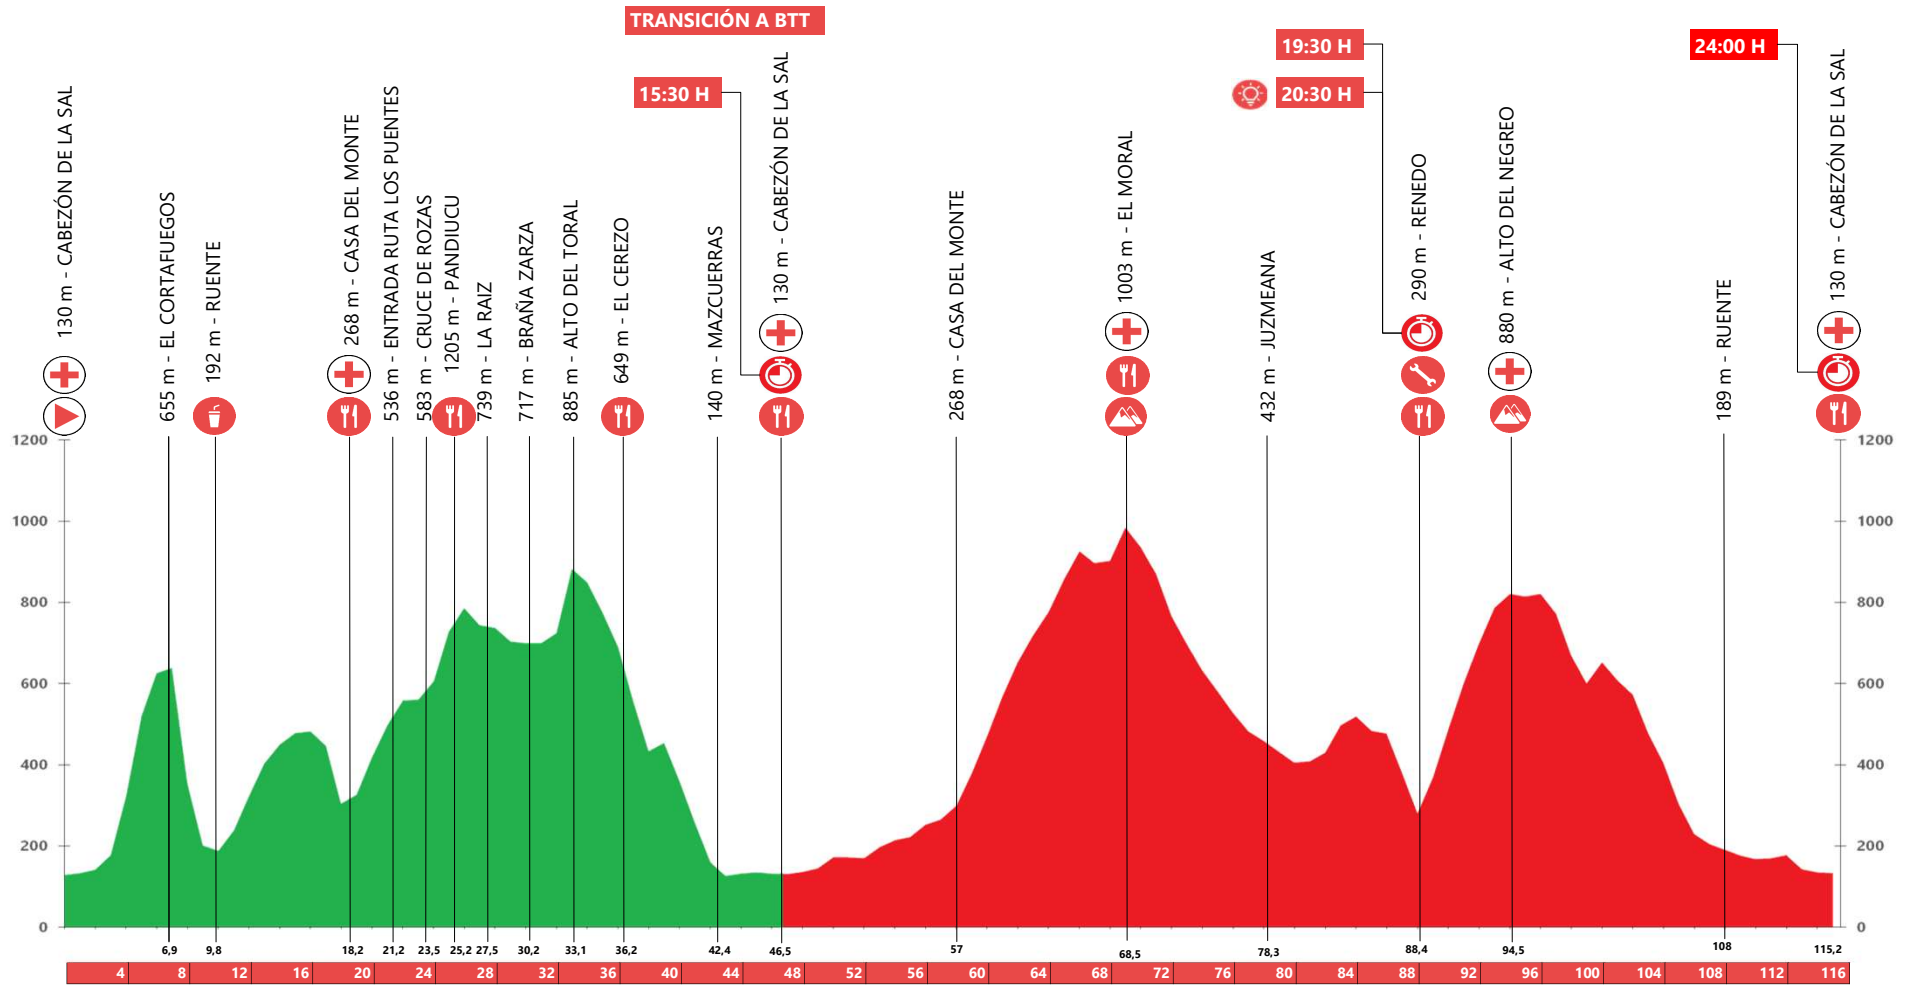 TRANSICIÓN A BTT
19:30 H
24:00 H
15:30 H
20:30 H
130 m - CABEZÓN DE LA SAL
655 m - EL CORTAFUEGOS
192 m - RUENTE
268 m - CASA DEL MONTE
536 m - ENTRADA RUTA LOS PUENTES
583 m - CRUCE DE ROZAS
1205 m - PANDIUCU
739 m - LA RAIZ
717 m - BRAÑA ZARZA
885 m - ALTO DEL TORAL
649 m - EL CEREZO
140 m - MAZCUERRAS
130 m - CABEZÓN DE LA SAL
268 m - CASA DEL MONTE
1003 m - EL MORAL
432 m - JUZMEANA
290 m - RENEDO
880 m - ALTO DEL NEGREO
189 m - RUENTE
130 m - CABEZÓN DE LA SAL
1200 1200
1000 1000
800 800
600 600
400 400
200 200
0 0
6,9 9,8 18,2 21,2 23,5 25,2 27,5 30,2 33,1 36,2 42,4 46,5 57 68,5 78,3 88,4 94,5 108 115,2
4 8 12 16 20 24 28 32 36 40 44 48 52 56 60 64 68 72 76 80 84 88 92 96 100 104 108 112 116